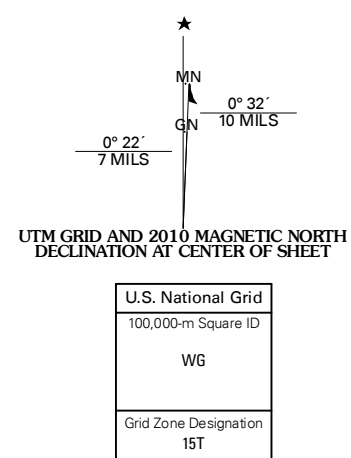 ★
MN
0° 32´
10 MILS
GN
0° 22´
7 MILS
UTM GRID AND 2010 MAGNETIC NORTH
DECLINATION AT CENTER OF SHEET
U.S. National Grid
100,000-m Square ID
WG
Grid Zone Designation
15T